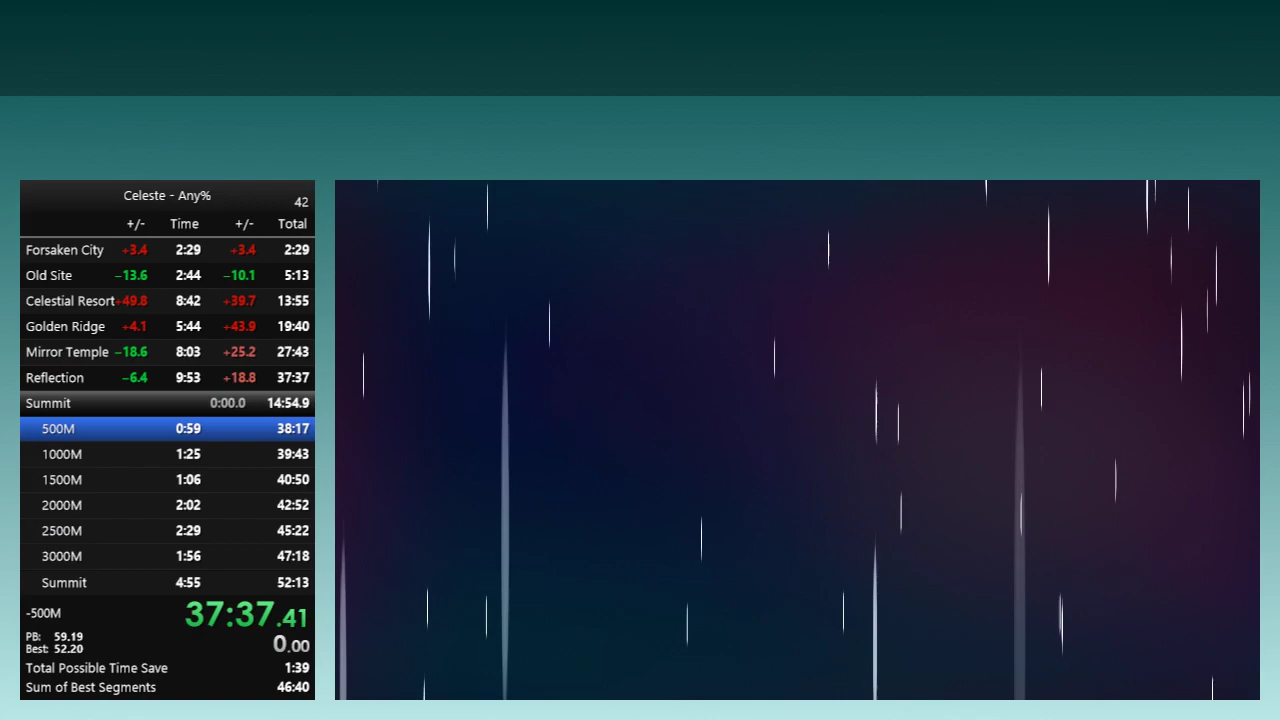 Celeste - Any%
42
+/- Time +/- Total
Forsaken City +3.4 2:29 +3.4 2:29
Old Site −13.6 2:44 −10.1 5:13
Celestial Resort +49.8 8:42 +39.7 13:55
Golden Ridge +4.1 5:44 +43.9 19:40
Mirror Temple −18.6 8:03 +25.2 27:43
Reflection −6.4 9:53 +18.8 37:37
Summit 0:00.0 14:54.9
500M 0:59 38:17
1000M 1:25 39:43
1500M 1:06 40:50
2000M 2:02 42:52
2500M 2:29 45:22
3000M 1:56 47:18
Summit 4:55 52:13
-500M 37:37.41
PB: 59.19
Best: 52.20 0.00
Total Possible Time Save 1:39
Sum of Best Segments 46:40